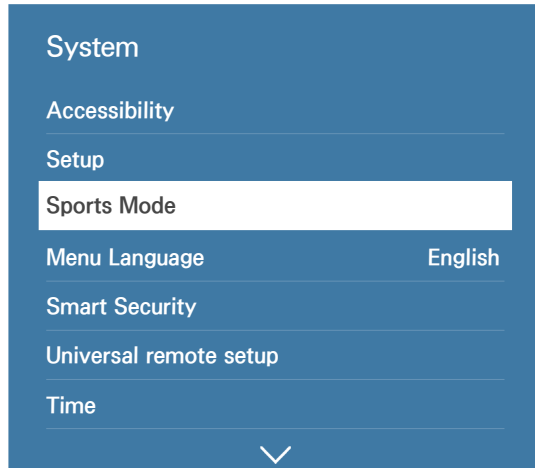 System
Accessibility
Setup
Sports Mode
Menu Language English
Smart Security
Universal remote setup
Time